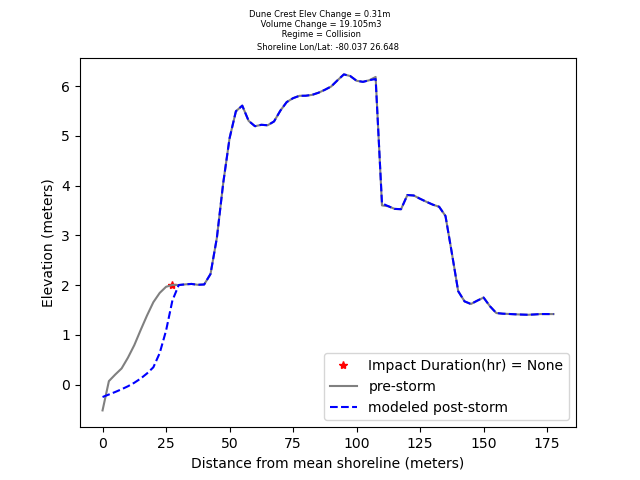 Dune Crest Elev Change = 0.31m
Volume Change = 19.105m3
Regime = Collision
Shoreline Lon/Lat: -80.037 26.648
6
5
4
3
2
1
0
Elevation (meters)
Impact Duration(hr) = None
pre-storm
modeled post-storm
0 25 50 75 100 125 150 175
Distance from mean shoreline (meters)